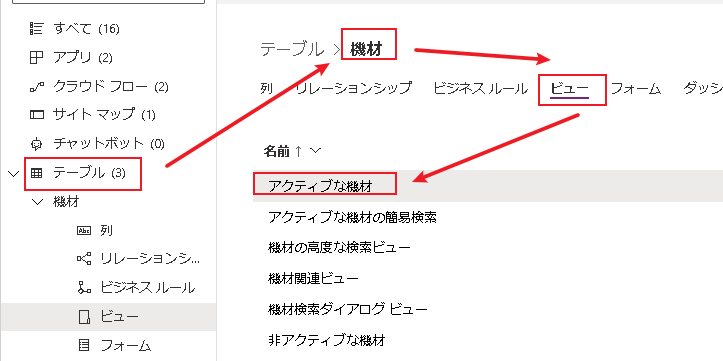 すべて (16)
アプリ (2)
クラウド フロー (2)
サイト マップ (1)
チャットボット (0)
テーブル (3)
機材
列
リレーションシ...
ビジネス ルール
ビュー
フォーム
テーブル > 機材
列 リレーションシップ ビジネス ルール ビュー フォーム ダッシ
名前 ↑
アクティブな機材
アクティブな機材の簡易検索
機材の高度な検索ビュー
機材関連ビュー
機材検索ダイアログ ビュー
非アクティブな機材